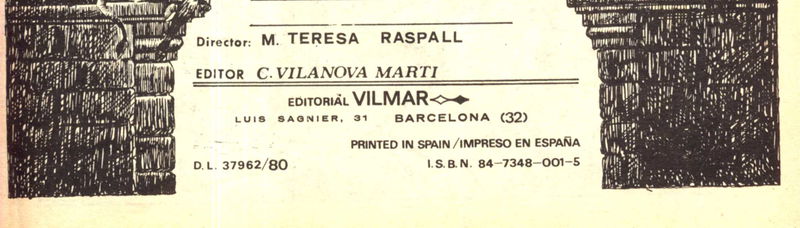 Director: M. TERESA RASPALL
EDITOR C. VILANOVA MARTI
EDITORIAL VILMAR
LUIS SAGNIER, 31 BARCELONA (32)
PRINTED IN SPAIN/IMPRESO EN ESPAÑA
D.L. 37962/80 I.S.B.N. 84-7348-001-5